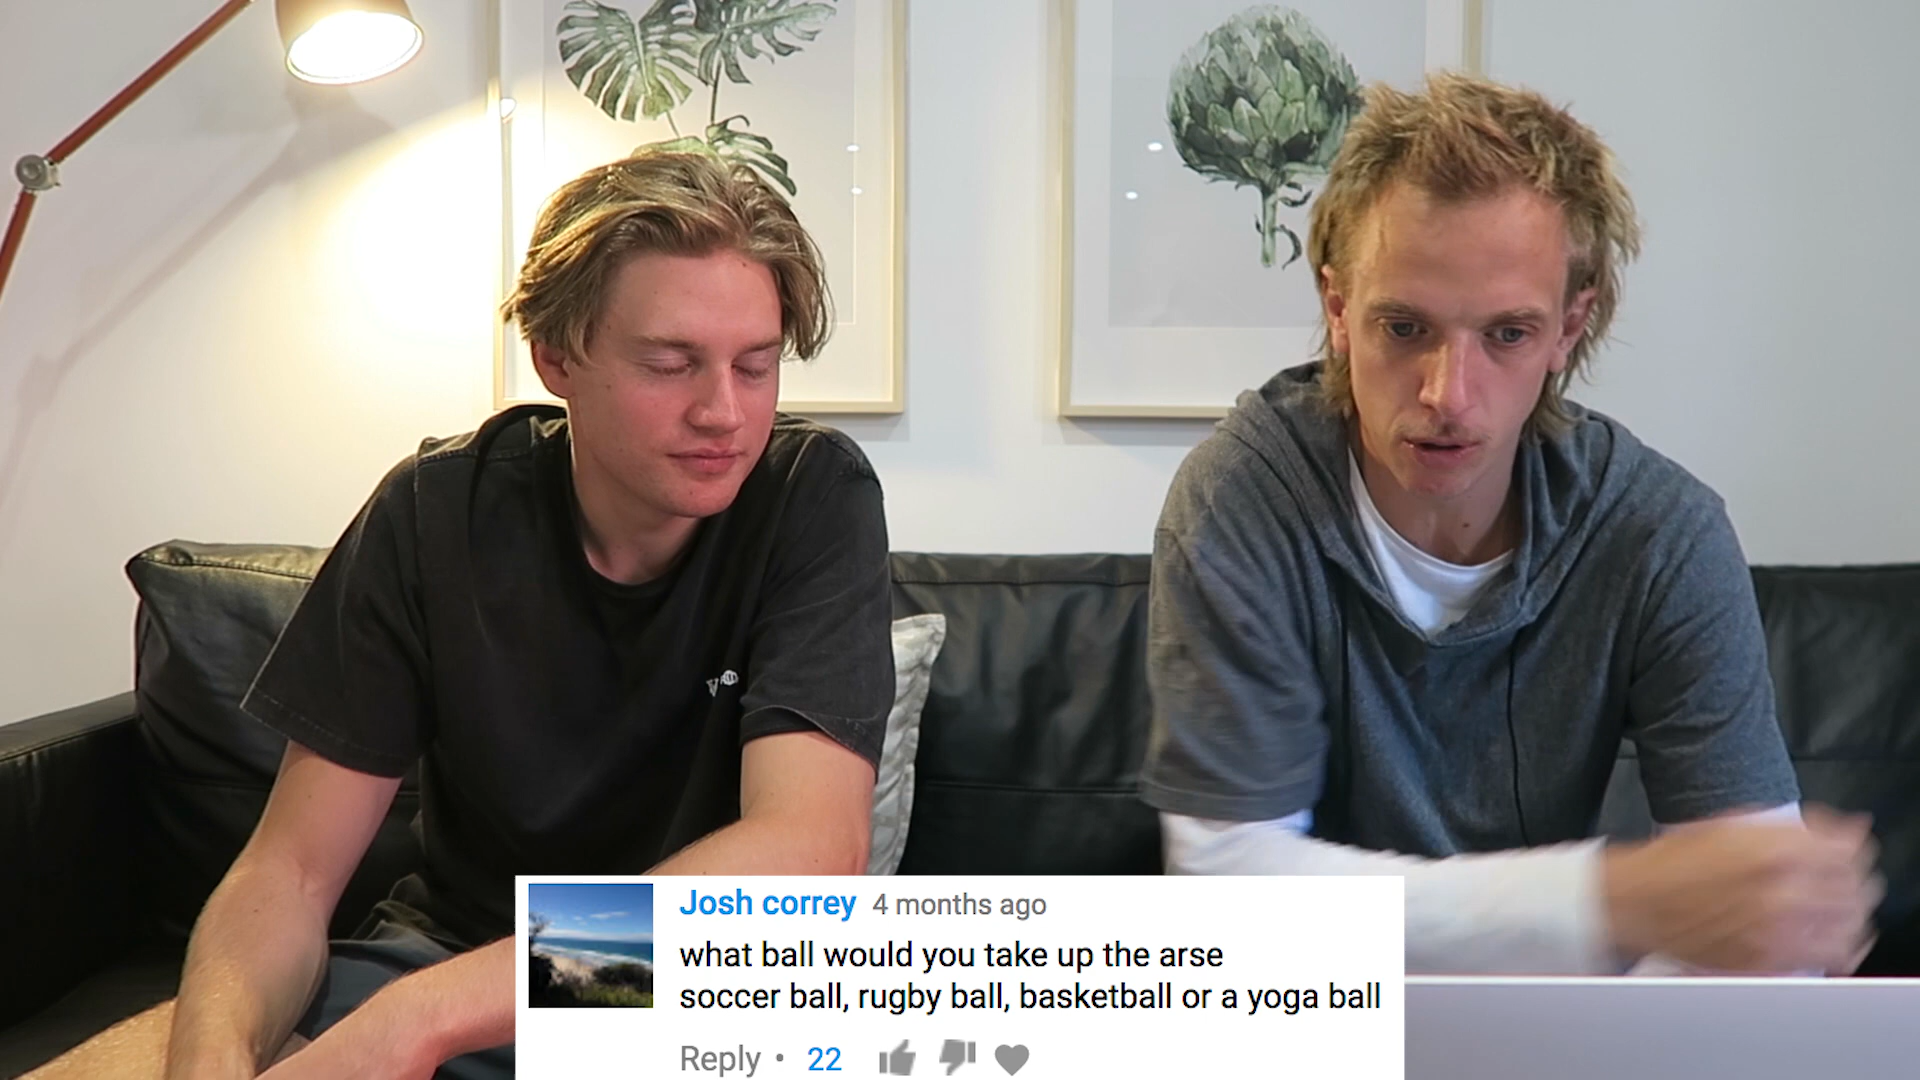 Josh correy 4 months ago
what ball would you take up the arse
soccer ball, rugby ball, basketball or a yoga ball
Reply • 22